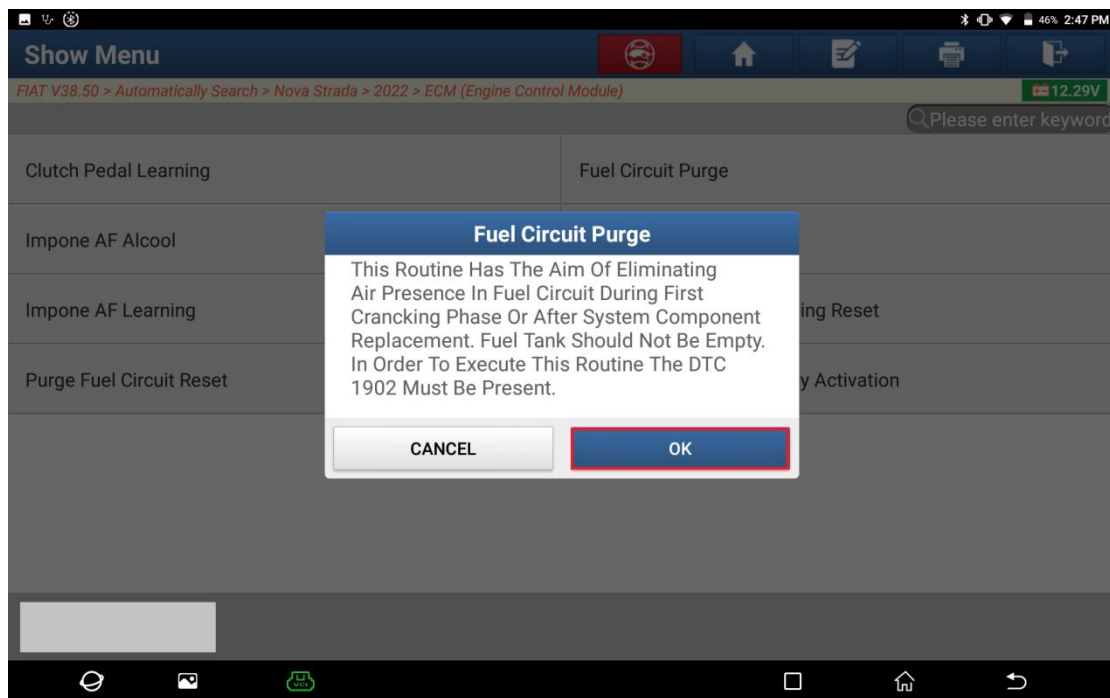 46% 2:47 PM
Show Menu
FIAT V38.50 > Automatically Search > Nova Strada > 2022 > ECM (Engine Control Module)
12.29V
Please enter keyword
Clutch Pedal Learning
Fuel Circuit Purge
Impone AF Alcool
Impone AF Learning
ing Reset
Purge Fuel Circuit Reset
y Activation
Fuel Circuit Purge
This Routine Has The Aim Of Eliminating
Air Presence In Fuel Circuit During First
Crancking Phase Or After System Component
Replacement. Fuel Tank Should Not Be Empty.
In Order To Execute This Routine The DTC
1902 Must Be Present.
CANCEL
OK
VCI